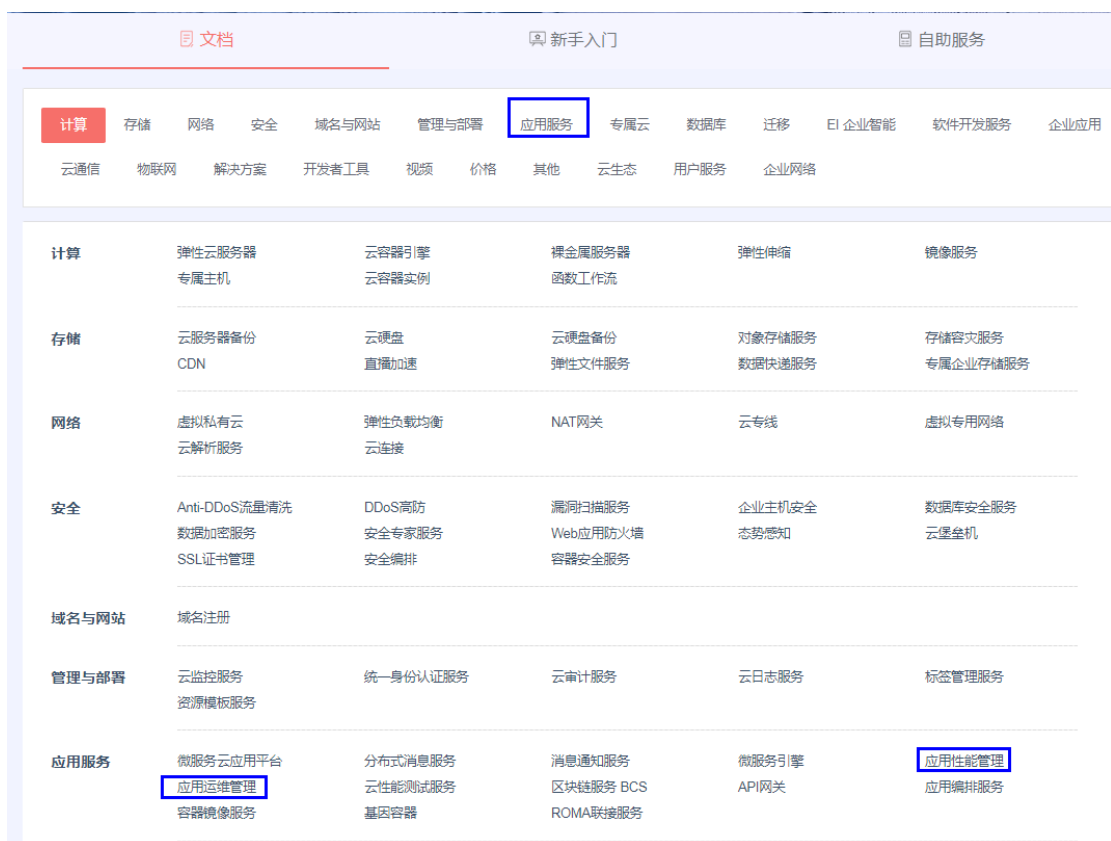 文档 新手入门 自助服务
计算 存储 网络 安全 域名与网站 管理与部署 应用服务 专属云 数据库 迁移 EI 企业智能 软件开发服务 企业应用
云通信 物联网 解决方案 开发者工具 视频 价格 其他 云生态 用户服务 企业网络
计算 弹性云服务器 云容器引擎 裸金属服务器 弹性伸缩 镜像服务
专属主机 云容器实例 函数工作流
存储 云服务器备份 云硬盘 云硬盘备份 对象存储服务 存储容灾服务
CDN 直播加速 弹性文件服务 数据快递服务 专属企业存储服务
网络 虚拟私有云 弹性负载均衡 NAT网关 云专线 虚拟专用网络
云解析服务 云连接
安全 Anti-DDoS流量清洗 DDoS高防 漏洞扫描服务 企业主机安全 数据库安全服务
数据加密服务 安全专家服务 Web应用防火墙 态势感知 云堡垒机
SSL证书管理 安全编排 容器安全服务
域名与网站 域名注册
管理与部署 云监控服务 统一身份认证服务 云审计服务 云日志服务 标签管理服务
资源模板服务
应用服务 微服务云应用平台 分布式消息服务 消息通知服务 微服务引擎 应用性能管理
应用运维管理 云性能测试服务 区块链服务 BCS API网关 应用编排服务
容器镜像服务 基因容器 ROMA联接服务